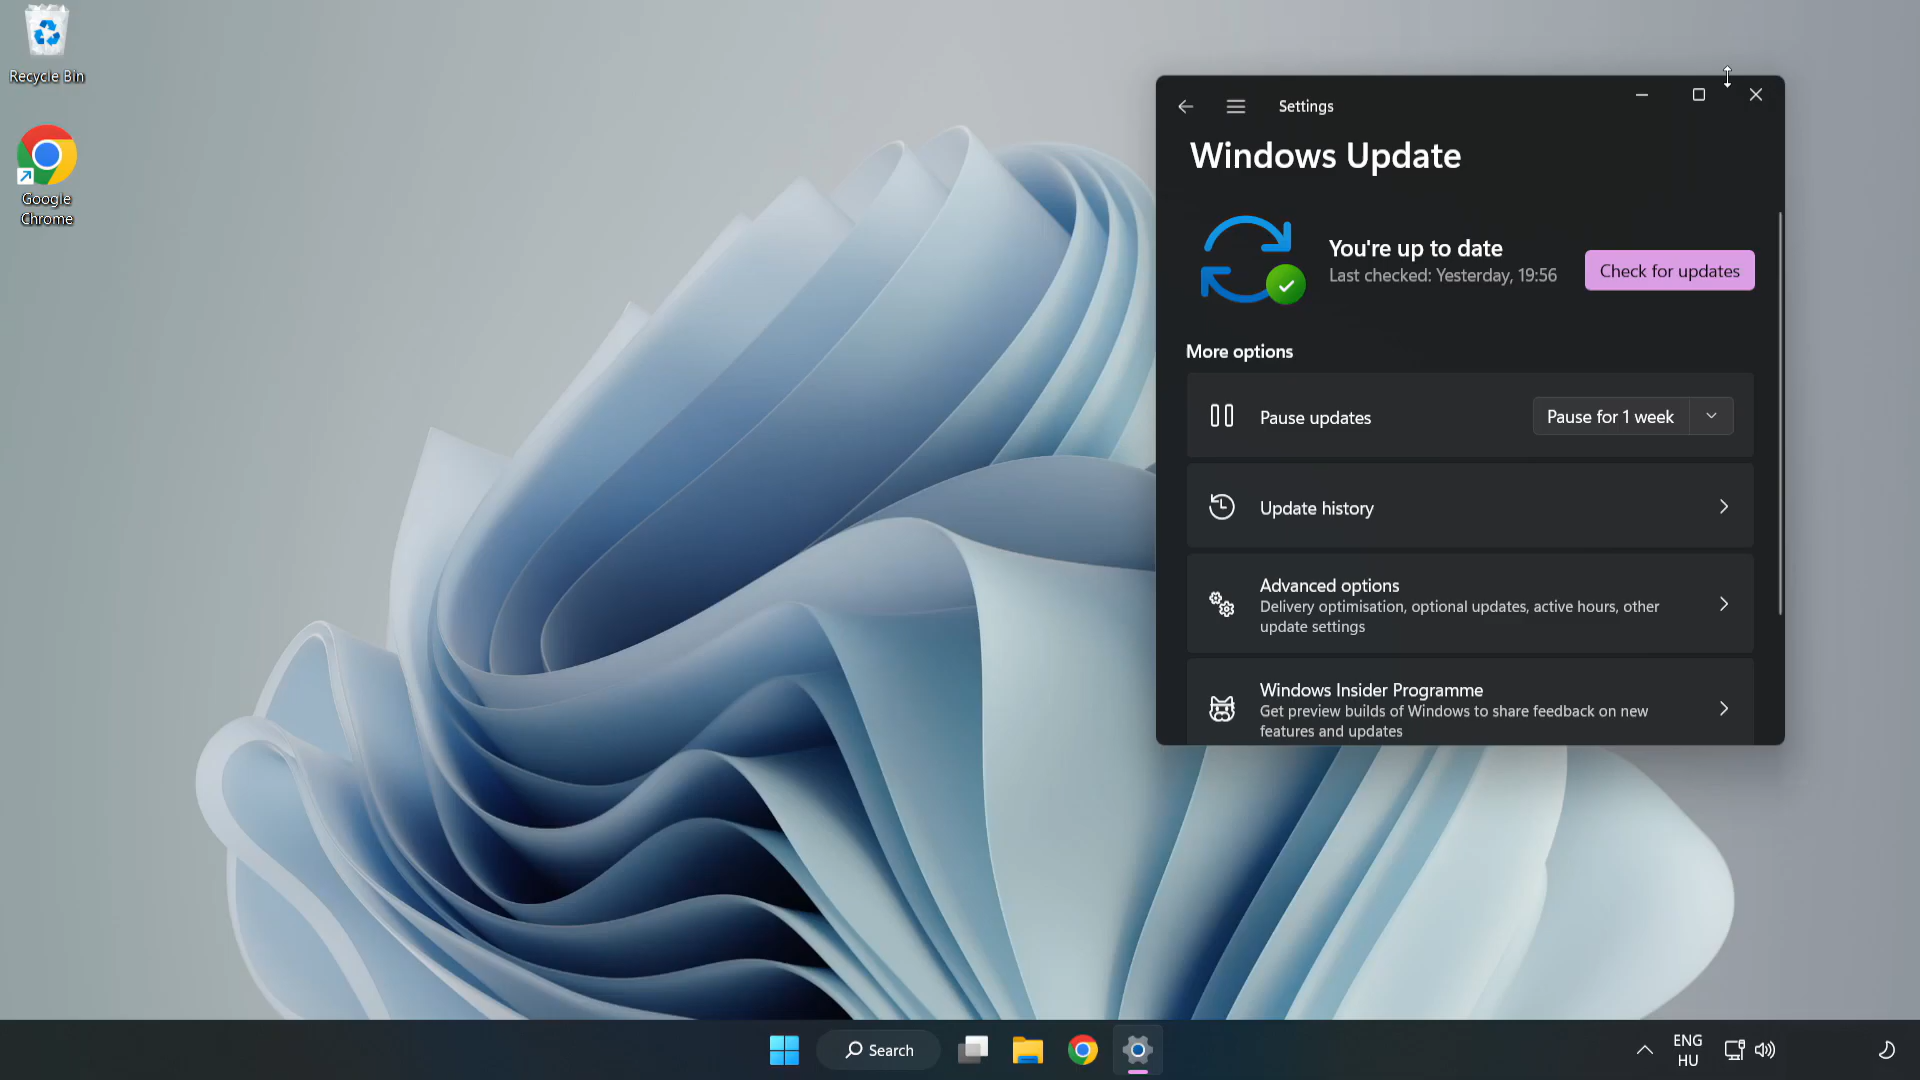 Recycle Bin
Google
Chrome
Settings
Windows Update
You're up to date
Last checked: Yesterday, 19:56
Check for updates
More options
Pause updates
Pause for 1 week
Update history
Advanced options
Delivery optimisation, optional updates, active hours, other
update settings
Windows Insider Programme
Get preview builds of Windows to share feedback on new
features and updates
Search
ENG
HU